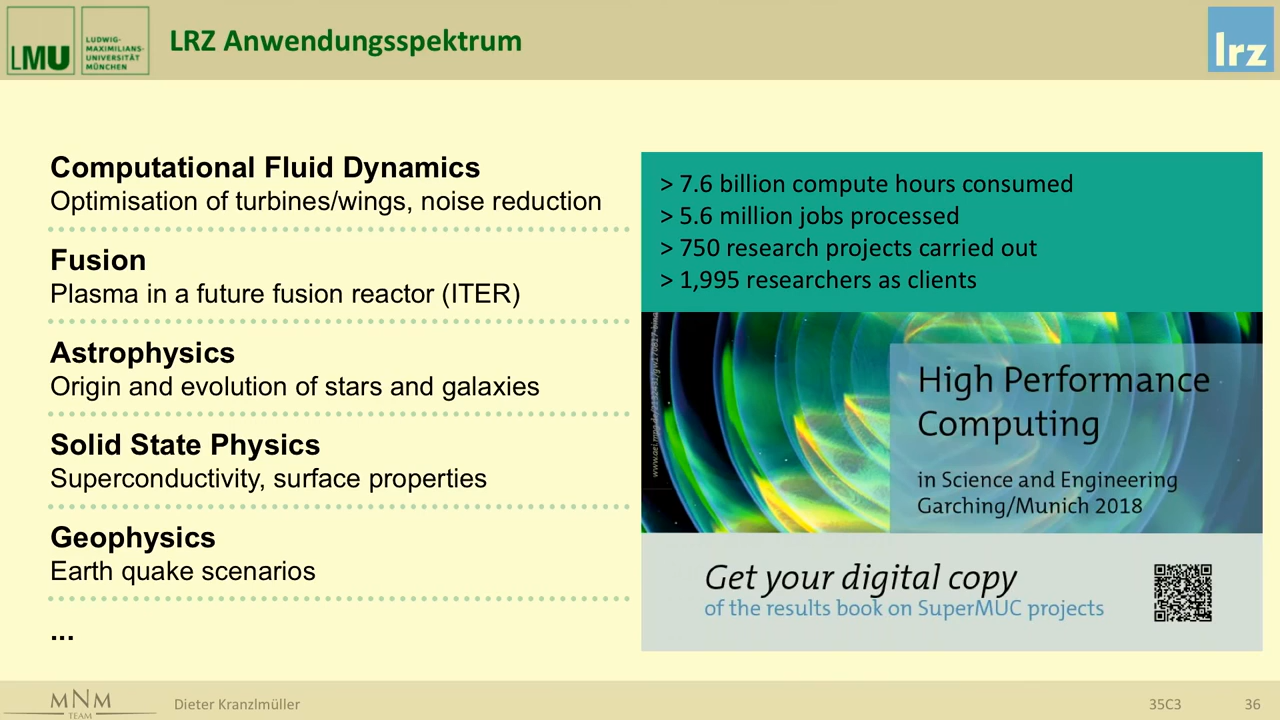 LMU
LUDWIG-
MAXIMILIANS-
UNIVERSITÄT
MÜNCHEN
LRZ Anwendungsspektrum
lrz
Computational Fluid Dynamics
Optimisation of turbines/wings, noise reduction
Fusion
Plasma in a future fusion reactor (ITER)
Astrophysics
Origin and evolution of stars and galaxies
Solid State Physics
Superconductivity, surface properties
Geophysics
Earth quake scenarios
...
> 7.6 billion compute hours consumed
> 5.6 million jobs processed
> 750 research projects carried out
> 1,995 researchers as clients
High Performance
Computing
in Science and Engineering
Garching/Munich 2018
Get your digital copy
of the results book on SuperMUC projects
MNM
TEAM
Dieter Kranzlmüller
35C3
36